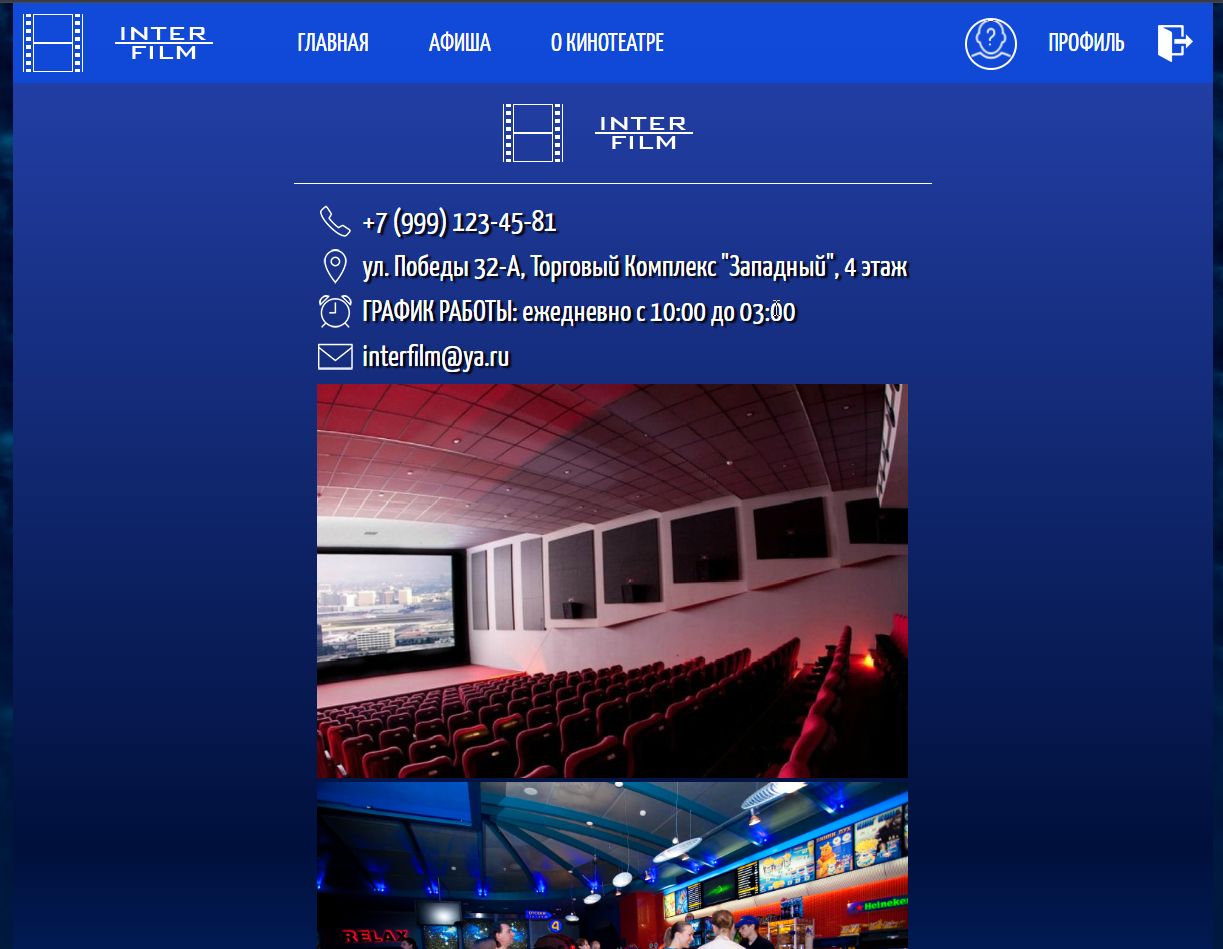 INTER
FILM
ГЛАВНАЯ
АФИША
О КИНОТЕАТРЕ
?
ПРОФИЛЬ
INTER
FILM
+7 (999) 123-45-81
ул. Победы 32-А, Торговый Комплекс "Западный", 4 этаж
ГРАФИК РАБОТЫ: ежедневно с 10:00 до 03:00
interfilm@ya.ru
Heineken
4
RELAX